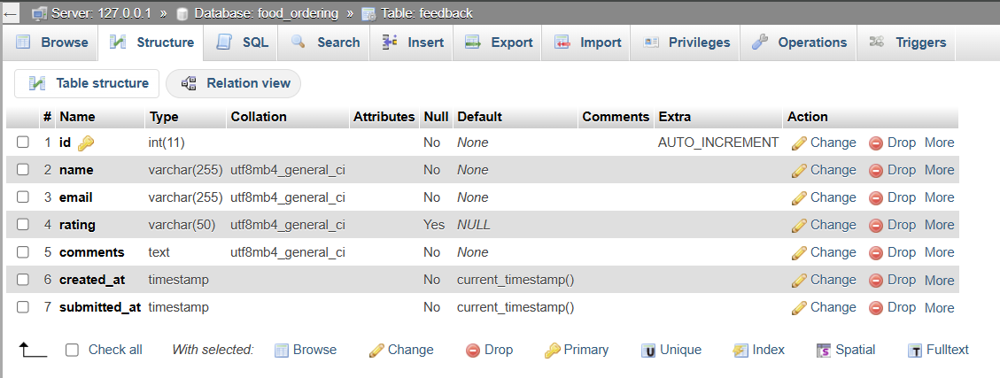 Server: 127.0.0.1 » Database: food_ordering » Table: feedback
Browse Structure SQL Search Insert Export Import Privileges Operations Triggers
Table structure Relation view
# Name Type Collation Attributes Null Default Comments Extra Action
1 id int(11) No None AUTO_INCREMENT Change Drop More
2 name varchar(255) utf8mb4_general_ci No None Change Drop More
3 email varchar(255) utf8mb4_general_ci No None Change Drop More
4 rating varchar(50) utf8mb4_general_ci Yes NULL Change Drop More
5 comments text utf8mb4_general_ci No None Change Drop More
6 created_at timestamp No current_timestamp() Change Drop More
7 submitted_at timestamp No current_timestamp() Change Drop More
Check all With selected: Browse Change Drop Primary Unique Index Spatial Fulltext